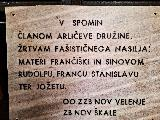 V SPOMIN
ČLANOM ARLIČEVE DRUŽINE,
ŽRTVAM FAŠISTIČNEGA NASILJA:
MATERI FRANČIŠKI IN SINOVOM
RUDOLFU, FRANCU, STANISLAVU
TER JOŽETU.
OO ZZB NOV VELENJE
ZB NOV ŠKALE